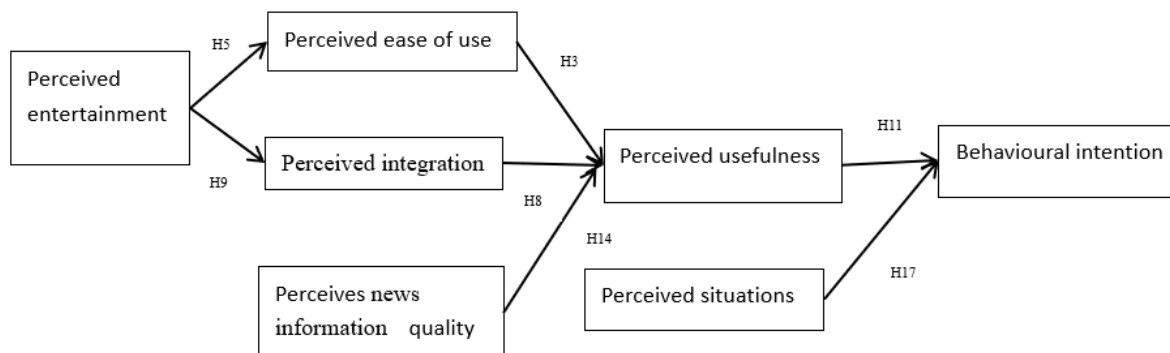 H5
Perceived ease of use
H3
Perceived
entertainment
H9
Perceived integration
H8
Perceived usefulness
H11
Behavioural intention
H14
Perceives news
information quality
Perceived situations
H17